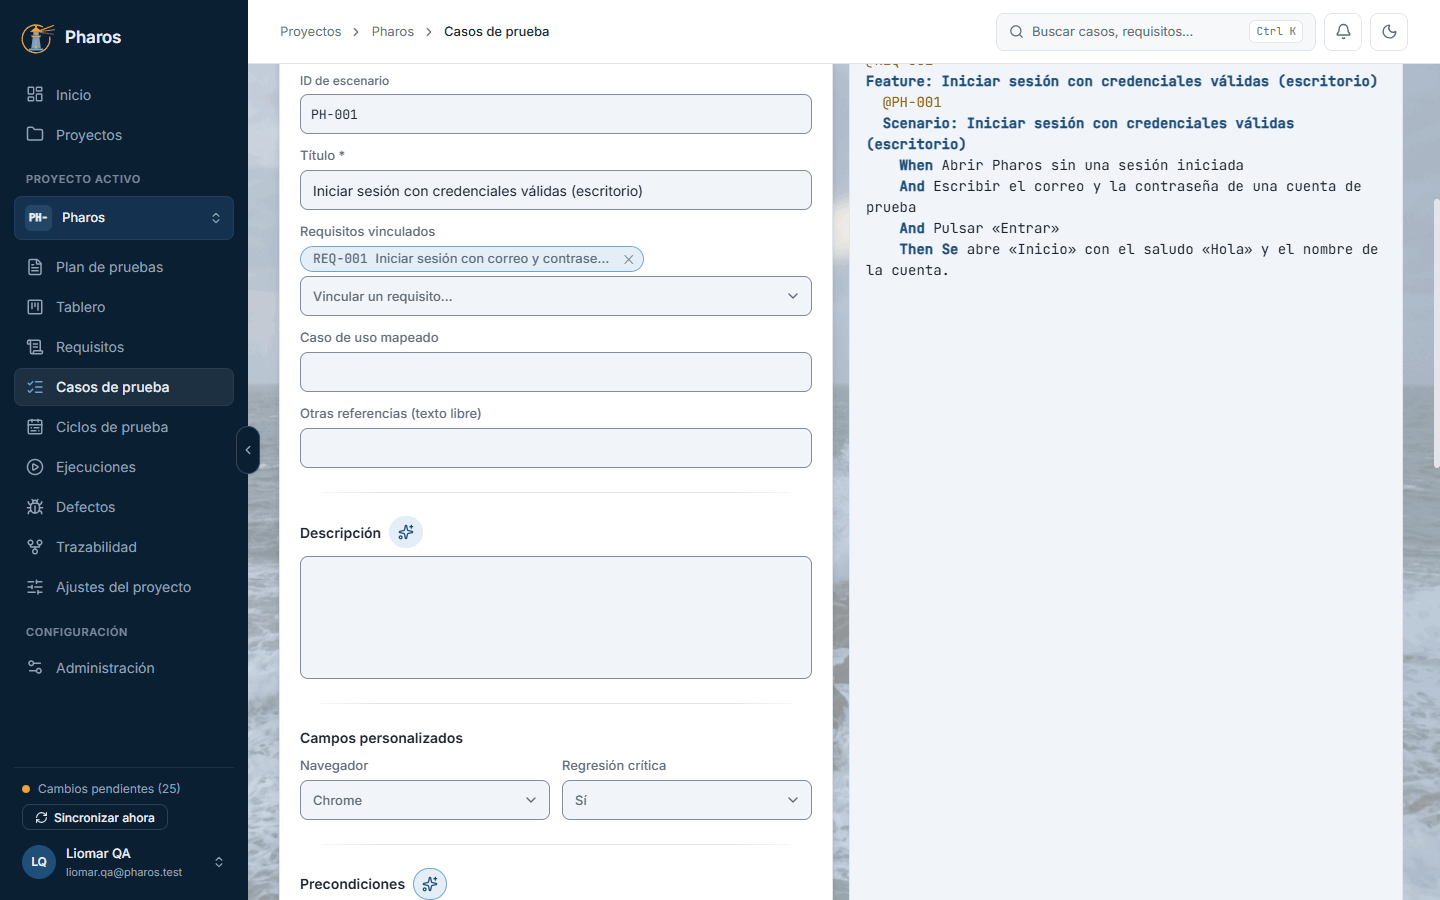 Pharos
Inicio
Proyectos
PROYECTO ACTIVO
PH- Pharos
Plan de pruebas
Tablero
Requisitos
Casos de prueba
Ciclos de prueba
Ejecuciones
Defectos
Trazabilidad
Ajustes del proyecto
CONFIGURACIÓN
Administración
Cambios pendientes (25)
Sincronizar ahora
LQ
Liomar QA
liomar.qa@pharos.test
Proyectos > Pharos > Casos de prueba
Buscar casos, requisitos...
Ctrl K
ID de escenario
PH-001
Título *
Iniciar sesión con credenciales válidas (escritorio)
Requisitos vinculados
REQ-001 Iniciar sesión con correo y contrase...
Vincular un requisito...
Caso de uso mapeado
Otras referencias (texto libre)
Descripción
Campos personalizados
Navegador
Chrome
Regresión crítica
Sí
Precondiciones
Feature: Iniciar sesión con credenciales válidas (escritorio)
@PH-001
Scenario: Iniciar sesión con credenciales válidas
(escritorio)
When Abrir Pharos sin una sesión iniciada
And Escribir el correo y la contraseña de una cuenta de
prueba
And Pulsar «Entrar»
Then Se abre «Inicio» con el saludo «Hola» y el nombre de
la cuenta.